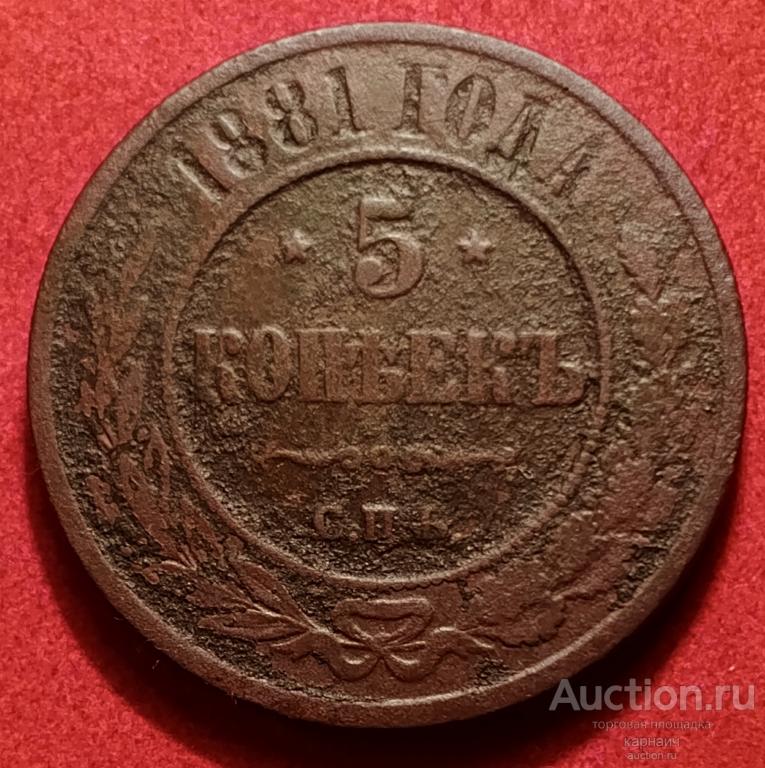 1881 ГОДА
5
КОПѢЕКЪ
С.П.Б.
Auction.ru
торговая площадка
карнаич
auction.ru